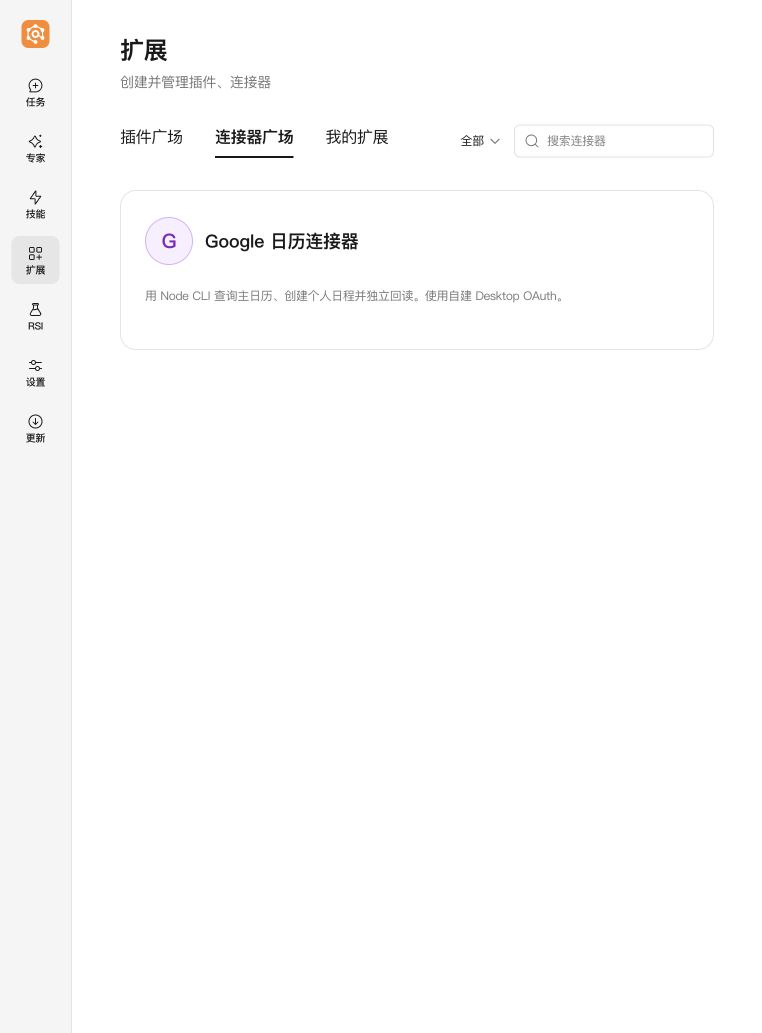 任务
专家
技能
扩展
RSI
设置
更新
扩展
创建并管理插件、连接器
插件广场
连接器广场
我的扩展
全部
搜索连接器
G
Google 日历连接器
用 Node CLI 查询主日历、创建个人日程并独立回读。使用自建 Desktop OAuth。